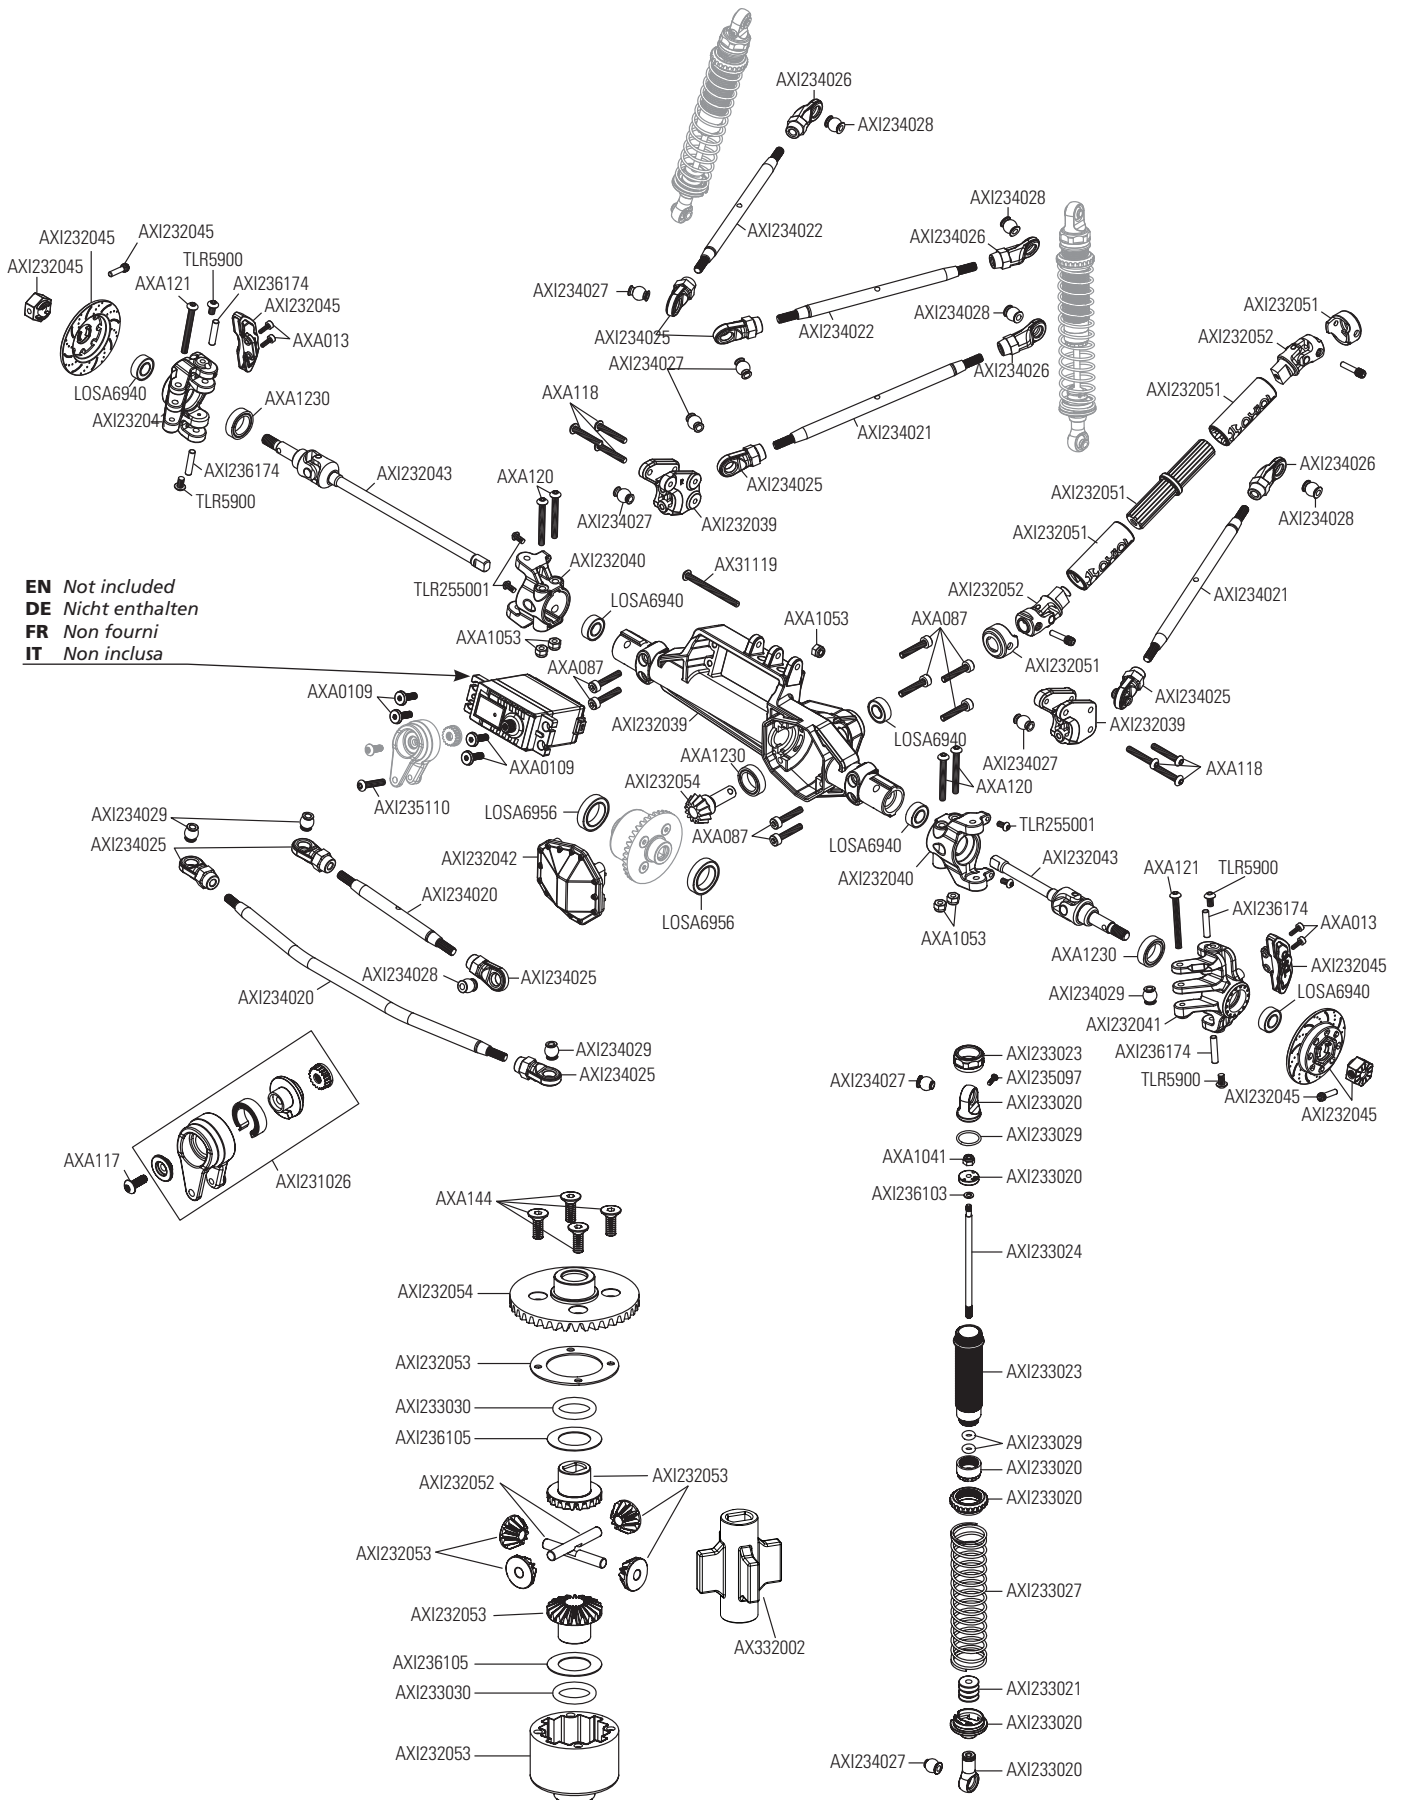 AXI234026
AXI234028
AXI234028
AXI232045
AXI232045
AXI234022
AXI234026
TLR5900
AXI232045
AXA121
AXI236174
AXI234027
AXI232045
AXI232051
AXI234028
AXI234025
AXI234022
AXI232052
AXA013
AXI234027
AXI234026
LOSA6940
AXI232051
AXA118
AXA1230
AXI232041
AXI234021
AXI234026
AXI236174
AXI232043
AXA120
AXI234025
AXI232051
TLR5900
AXI234027
AXI232039
AXI234028
AXI232051
AXI232040
AX31119
EN Not included
DE Nicht enthalten
FR Non fourni
IT Non inclusa
TLR255001
LOSA6940
AXI232052
AXI234021
AXA1053
AXA1053
AXA087
AXA087
AXI232051
AXA0109
AXI234025
AXI232039
AXI232039
LOSA6940
AXA1230
AXI234027
AXA0109
AXA118
AXI232054
AXA120
AXI235110
LOSA6956
AXI234029
TLR255001
AXA087
AXI234025
LOSA6940
AXI232042
AXI232043
AXI232040
AXA121
TLR5900
AXI234020
LOSA6956
AXI236174
AXA013
AXA1053
AXA1230
AXI234028
AXI234025
AXI232045
AXI234020
AXI234029
LOSA6940
AXI232041
AXI234029
AXI233023
AXI236174
AXI234025
AXI235097
AXI234027
TLR5900
AXI233020
AXI232045
AXI232045
AXI233029
AXA117
AXA1041
AXI231026
AXI233020
AXA144
AXI236103
AXI233024
AXI232054
AXI232053
AXI233023
AXI233030
AXI236105
AXI233029
AXI232052
AXI232053
AXI233020
AXI233020
AXI232053
AXI233027
AXI232053
AX332002
AXI236105
AXI233021
AXI233030
AXI233020
AXI232053
AXI234027
AXI233020